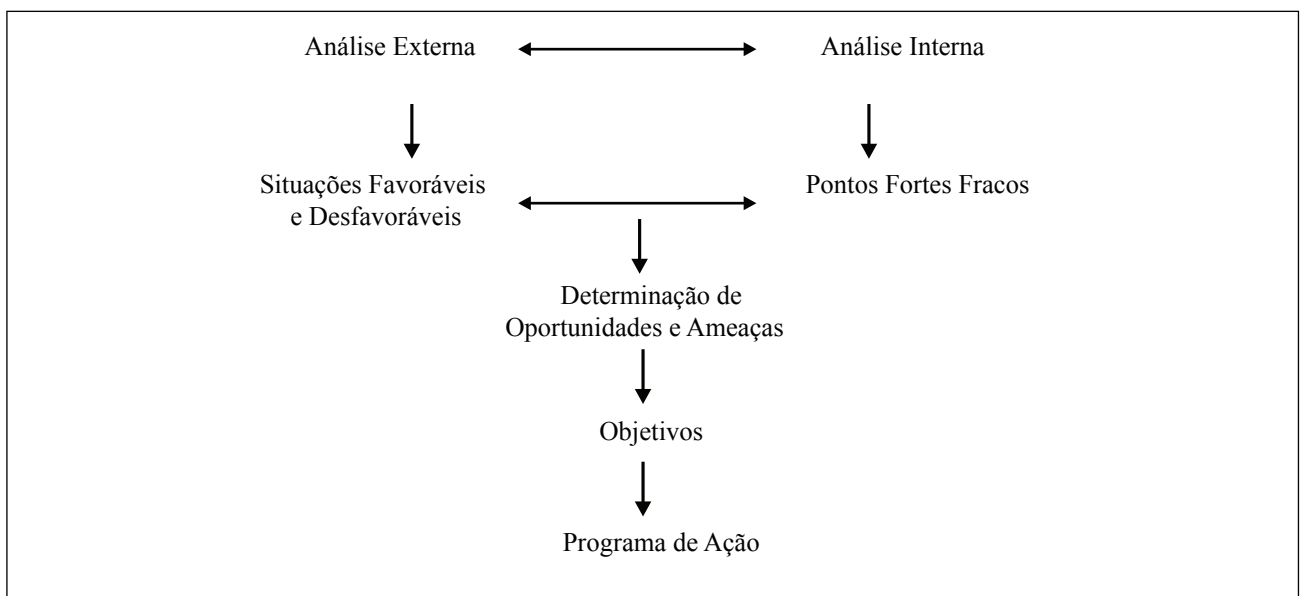 Análise Externa
Análise Interna
Situações Favoráveis
e Desfavoráveis
Pontos Fortes Fracos
Determinação de
Oportunidades e Ameaças
Objetivos
Programa de Ação